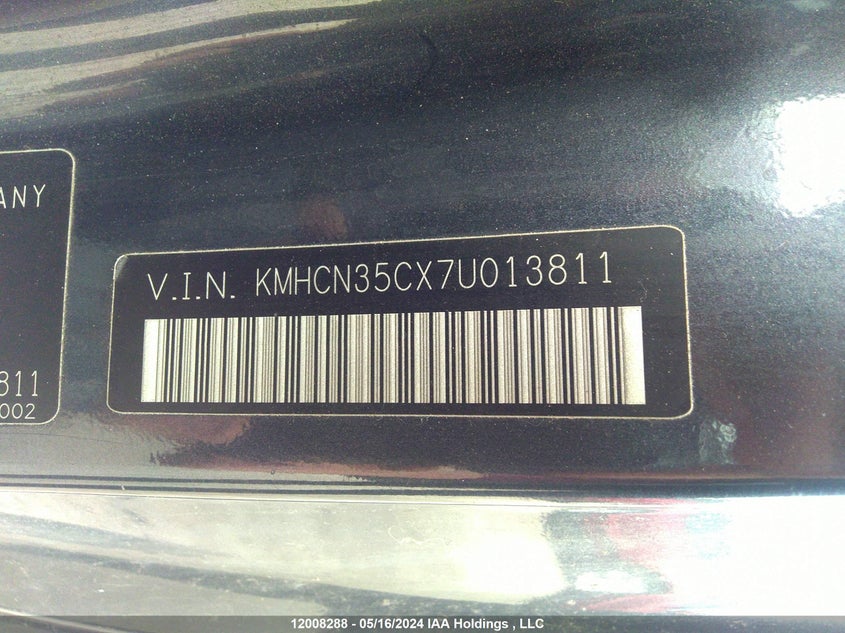 ANY
V.I.N. KMHCN35CX7U013811
811
002
12008288 - 05/16/2024 IAA Holdings , LLC